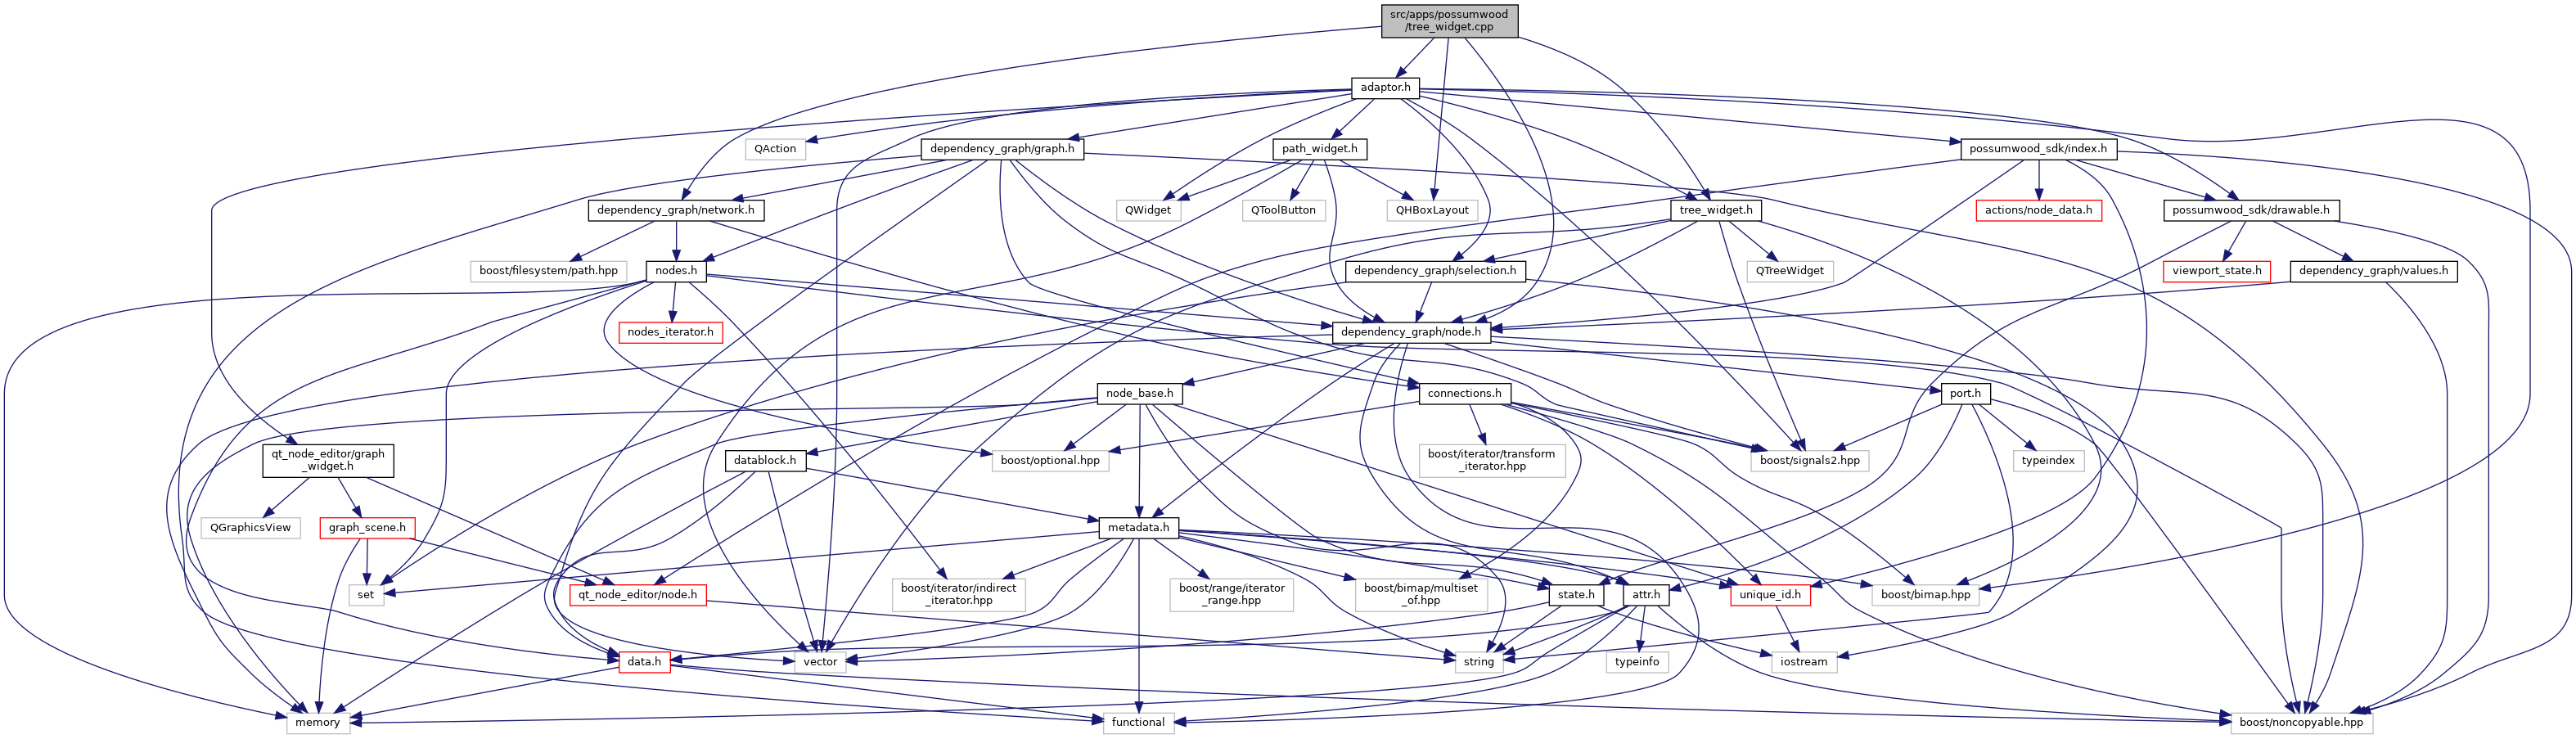 src/apps/possumwood
/tree_widget.cpp
adaptor.h
QAction
dependency_graph/graph.h
path_widget.h
possumwood_sdk/index.h
dependency_graph/network.h
QWidget
QToolButton
QHBoxLayout
tree_widget.h
actions/node_data.h
possumwood_sdk/drawable.h
boost/filesystem/path.hpp
nodes.h
dependency_graph/selection.h
QTreeWidget
viewport_state.h
dependency_graph/values.h
nodes_iterator.h
dependency_graph/node.h
node_base.h
connections.h
port.h
qt_node_editor/graph
_widget.h
datablock.h
boost/optional.hpp
boost/iterator/transform
_iterator.hpp
boost/signals2.hpp
typeindex
QGraphicsView
graph_scene.h
metadata.h
set
qt_node_editor/node.h
boost/iterator/indirect
_iterator.hpp
boost/range/iterator
_range.hpp
boost/bimap/multiset
_of.hpp
state.h
attr.h
unique_id.h
boost/bimap.hpp
data.h
vector
string
typeinfo
iostream
memory
functional
boost/noncopyable.hpp